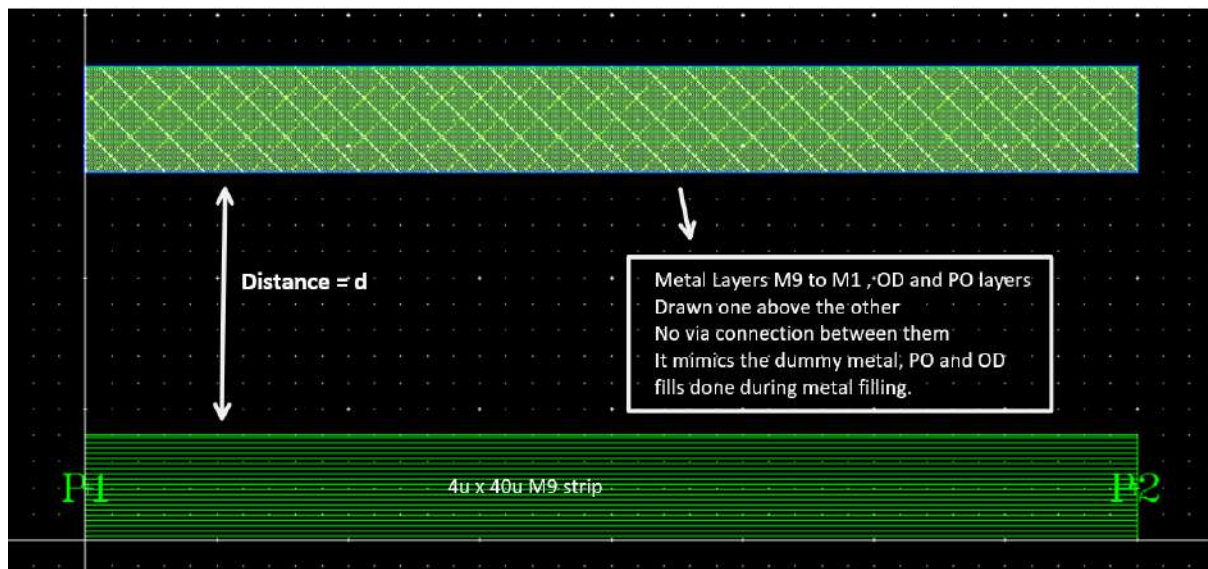 Distance = d
Metal Layers M9 to M1 , OD and PO layers
Drawn one above the other
No via connection between them
It mimics the dummy metal, PO and OD
fills done during metal filling.
P1
4u x 40u M9 strip
P2